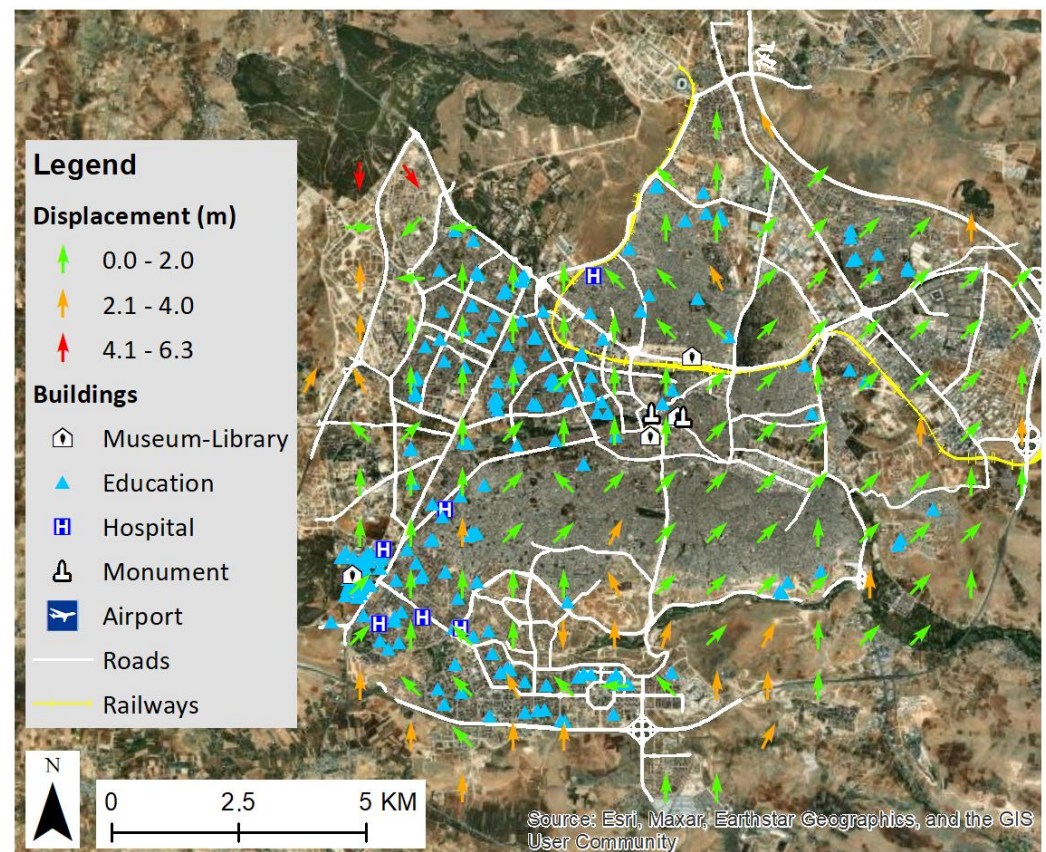 Legend
Displacement (m)
0.0 - 2.0
2.1 - 4.0
4.1 - 6.3
Buildings
Museum-Library
Education
H Hospital
Monument
Airport
Roads
Railways
N
0 2.5 5 KM
Source: Esri, Maxar, Earthstar Geographics, and the GIS
User Community
H
H
H
H
H
H